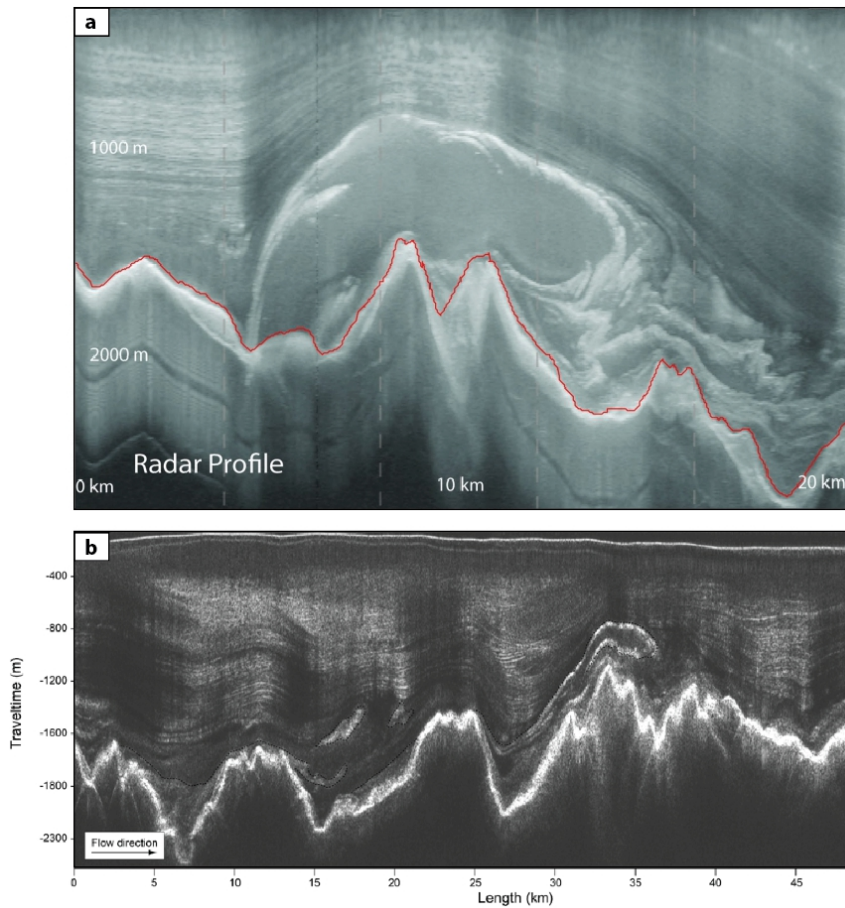 a
1000 m
2000 m
Radar Profile
0 km
10 km
20 km
b
-400
-800
-1200
-1600
-1800
-2300
Traveltime (m)
Flow direction
0
5
10
15
20
25
30
35
40
45
Length (km)